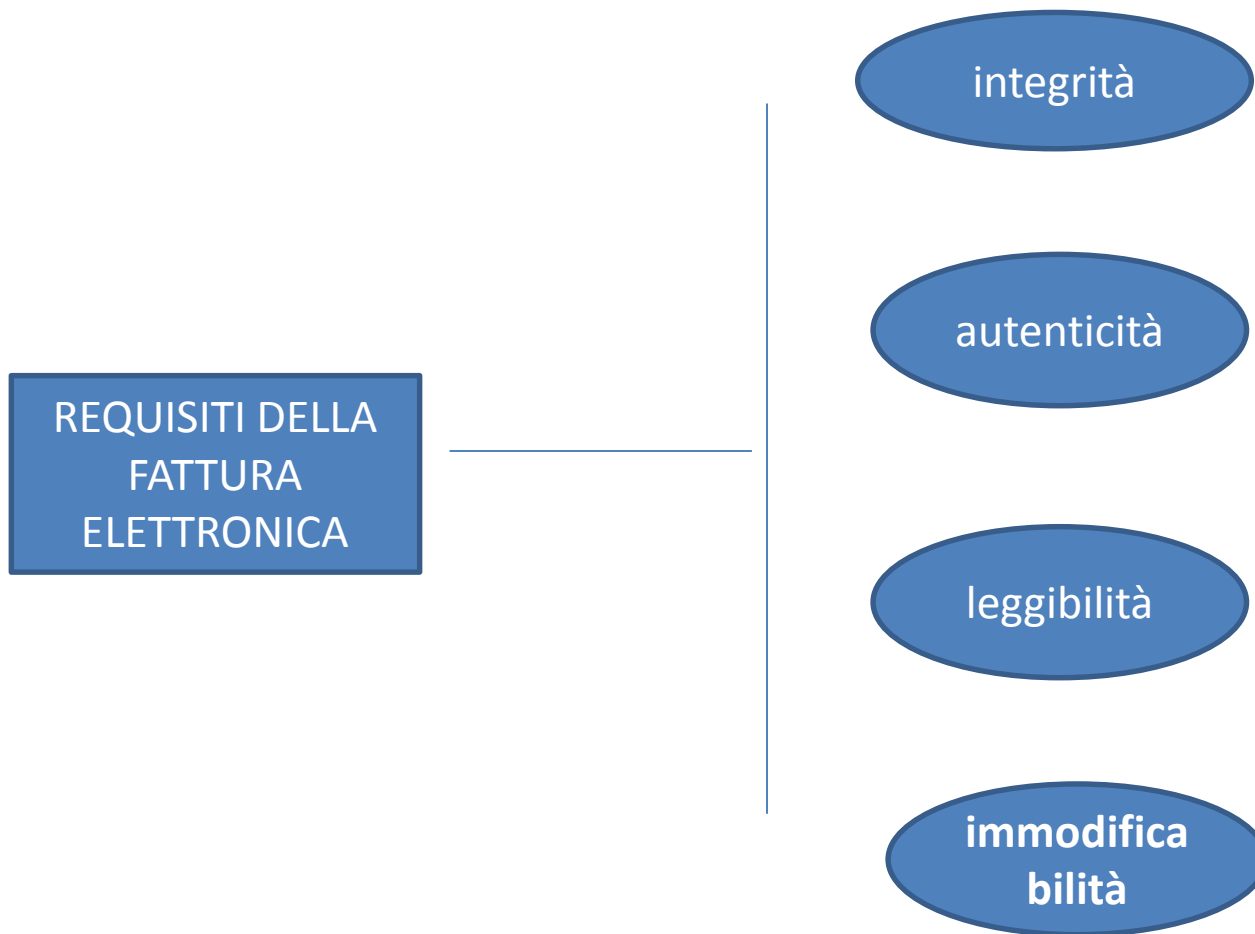 REQUISITI DELLA
FATTURA
ELETTRONICA
integrità
autenticità
leggibilità
immodifica
bilità